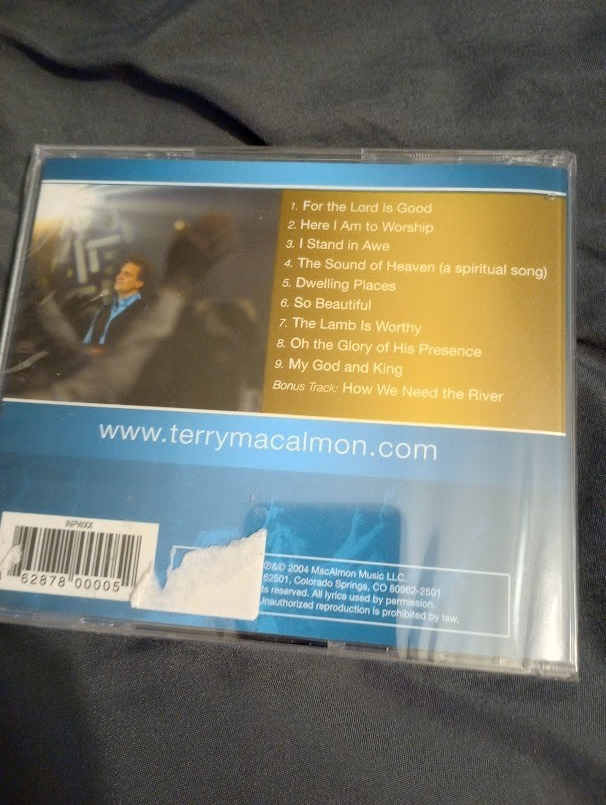 1. For the Lord Is Good
2. Here I Am to Worship
3. I Stand in Awe
4. The Sound of Heaven (a spiritual song)
5. Dwelling Places
6. So Beautiful
7. The Lamb Is Worthy
8. Oh the Glory of His Presence
9. My God and King
Bonus Track: How We Need the River
www.terrymacalmon.com
INPWXX
62878 00005
℗&© 2004 MacAlmon Music LLC.
62501, Colorado Springs, CO 80962-2501
reserved. All lyrics used by permission.
Unauthorized reproduction is prohibited by law.